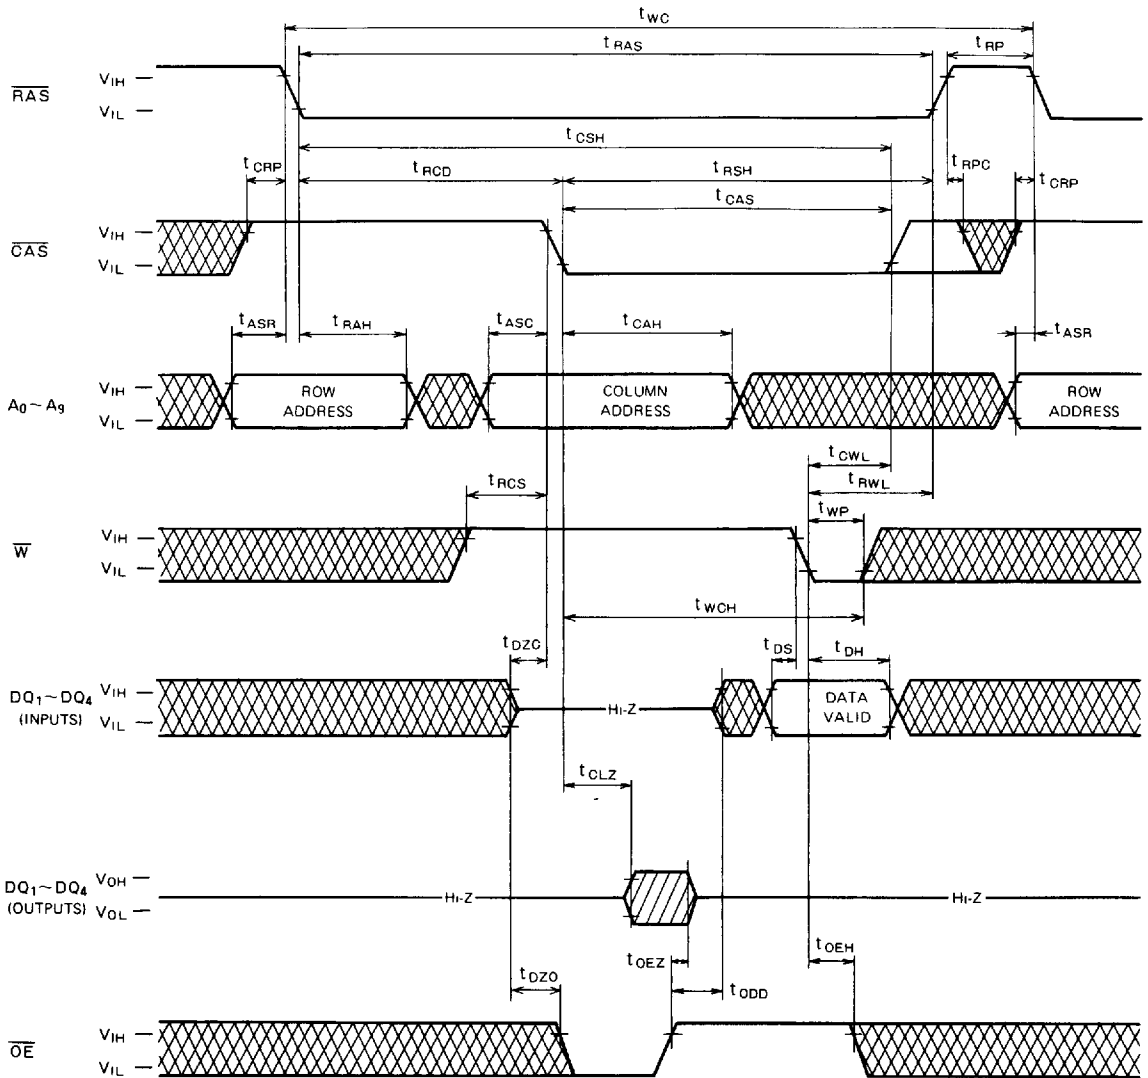 tWC
tRAS
tRP
RAS
VIH
VIL
tCSH
tCRP
tRCD
tRSH
tRPC
tCRP
tCAS
CAS
VIH
VIL
tASR
tRAH
tASC
tCAH
tASR
A0~A9
VIH
VIL
ROW
ADDRESS
COLUMN
ADDRESS
ROW
ADDRESS
tCWL
tRCS
tRWL
tWP
W
VIH
VIL
tWCH
tDZC
tDS
tDH
DQ1~DQ4
(INPUTS)
VIH
VIL
HI-Z
DATA
VALID
tCLZ
DQ1~DQ4
(OUTPUTS)
VOH
VOL
HI-Z
HI-Z
tOEZ
tOEH
tDZO
tODD
OE
VIH
VIL